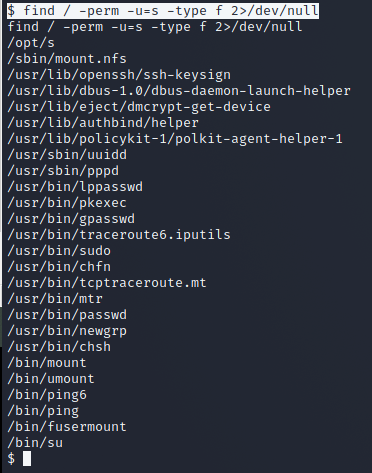 $ find / -perm -u=s -type f 2>/dev/null
find / -perm -u=s -type f 2>/dev/null
/opt/s
/sbin/mount.nfs
/usr/lib/openssh/ssh-keysign
/usr/lib/dbus-1.0/dbus-daemon-launch-helper
/usr/lib/eject/dmcrypt-get-device
/usr/lib/authbind/helper
/usr/lib/policykit-1/polkit-agent-helper-1
/usr/sbin/uuidd
/usr/sbin/pppd
/usr/bin/lppasswd
/usr/bin/pkexec
/usr/bin/gpasswd
/usr/bin/traceroute6.iputils
/usr/bin/sudo
/usr/bin/chfn
/usr/bin/tcptraceroute.mt
/usr/bin/mtr
/usr/bin/passwd
/usr/bin/newgrp
/usr/bin/chsh
/bin/mount
/bin/umount
/bin/ping6
/bin/ping
/bin/fusermount
/bin/su
$